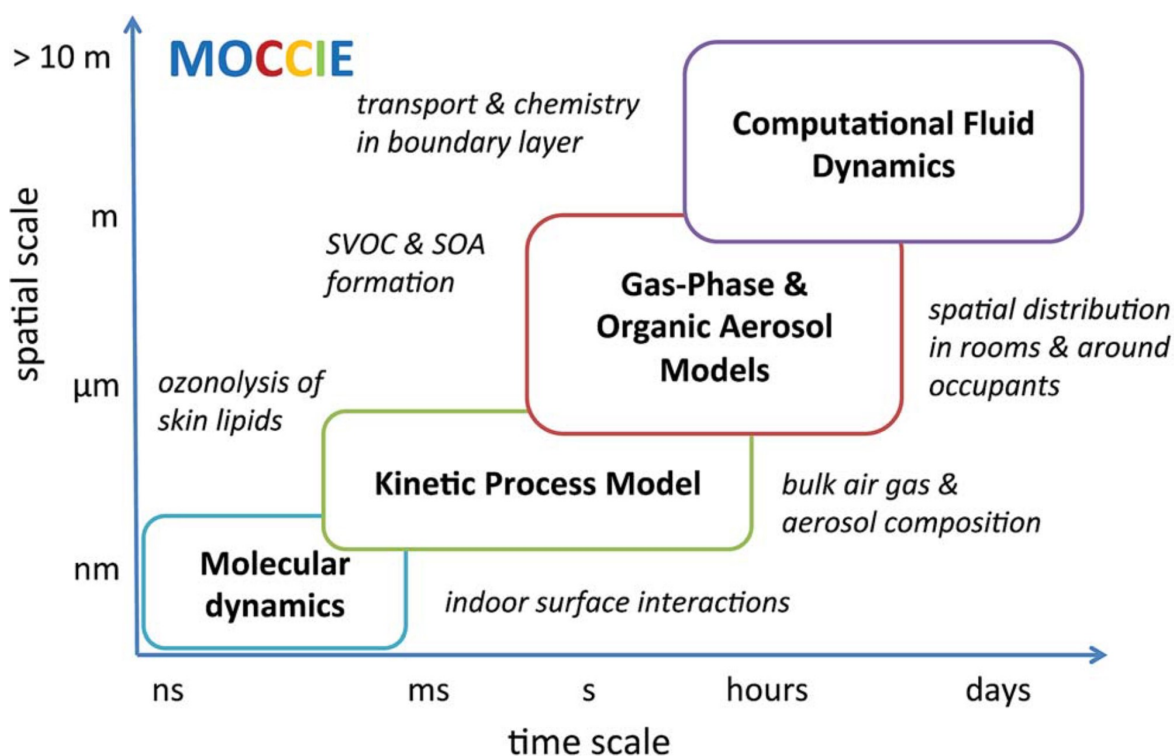 > 10 m
MOCCIE
transport & chemistry
in boundary layer
Computational Fluid
Dynamics
m
SVOC & SOA
formation
Gas-Phase &
Organic Aerosol
Models
spatial distribution
in rooms & around
occupants
spatial scale
µm
ozonolysis of
skin lipids
Kinetic Process Model
bulk air gas &
aerosol composition
nm
Molecular
dynamics
indoor surface interactions
ns
ms
s
hours
days
time scale